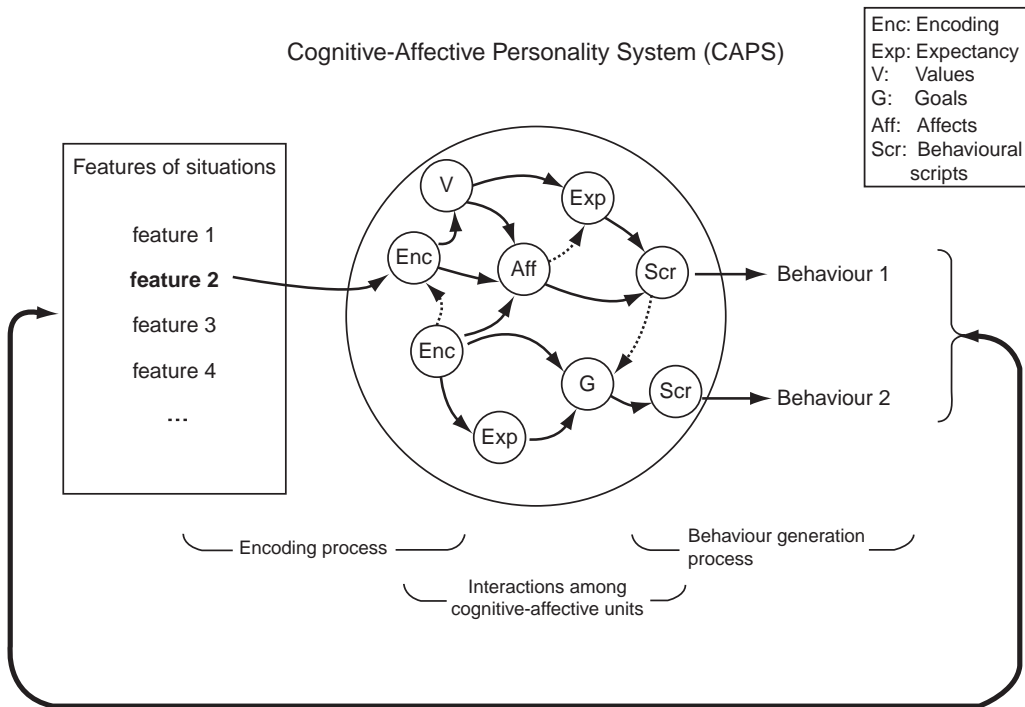 Cognitive-Affective Personality System (CAPS)
Enc: Encoding
Exp: Expectancy
V: Values
G: Goals
Aff: Affects
Scr: Behavioural
scripts
Features of situations
feature 1
feature 2
feature 3
feature 4
...
V
Exp
Enc
Aff
Scr
Enc
G
Scr
Exp
Behaviour 1
Behaviour 2
Encoding process
Interactions among
cognitive-affective units
Behaviour generation
process